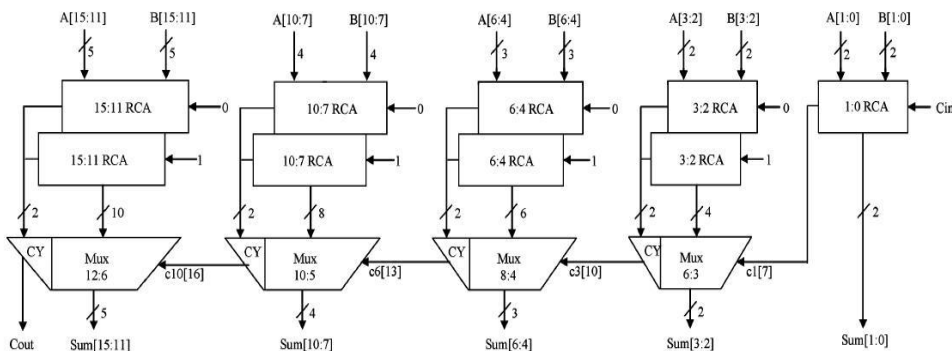 A[15:11] B[15:11] A[10:7] B[10:7] A[6:4] B[6:4] A[3:2] B[3:2] A[1:0] B[1:0]
5 5 4 4 3 3 2 2 2 2
15:11 RCA 0 10:7 RCA 0 6:4 RCA 0 3:2 RCA 0 1:0 RCA Cin
15:11 RCA 1 10:7 RCA 1 6:4 RCA 1 3:2 RCA 1
2 10 2 8 2 6 2 4 2
CY Mux CY Mux CY Mux CY Mux
12:6 c10[16] 10:5 c6[13] 8:4 c3[10] 6:3 c1[7]
5 4 3 2
Cout Sum[15:11] Sum[10:7] Sum[6:4] Sum[3:2] Sum[1:0]